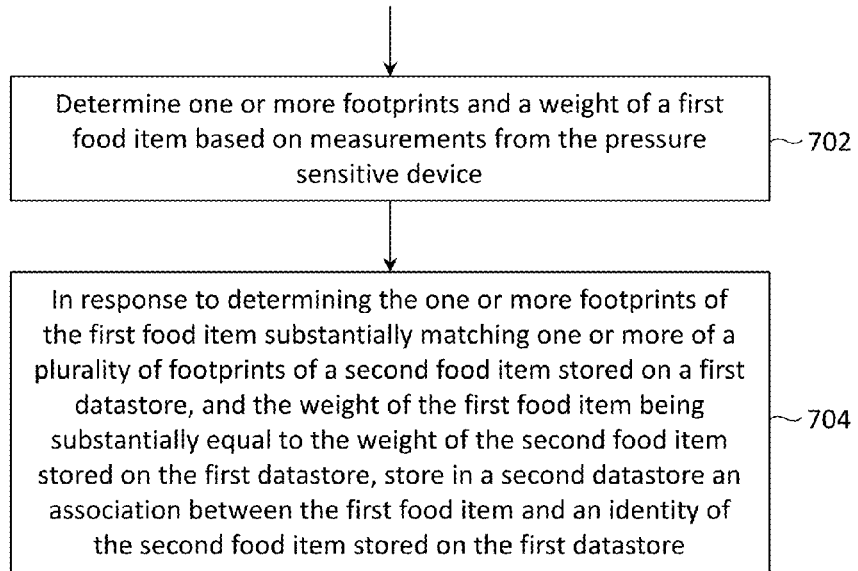 Determine one or more footprints and a weight of a first
food item based on measurements from the pressure
sensitive device
702
In response to determining the one or more footprints of
the first food item substantially matching one or more of a
plurality of footprints of a second food item stored on a first
datastore, and the weight of the first food item being
substantially equal to the weight of the second food item
stored on the first datastore, store in a second datastore an
association between the first food item and an identity of
the second food item stored on the first datastore
704